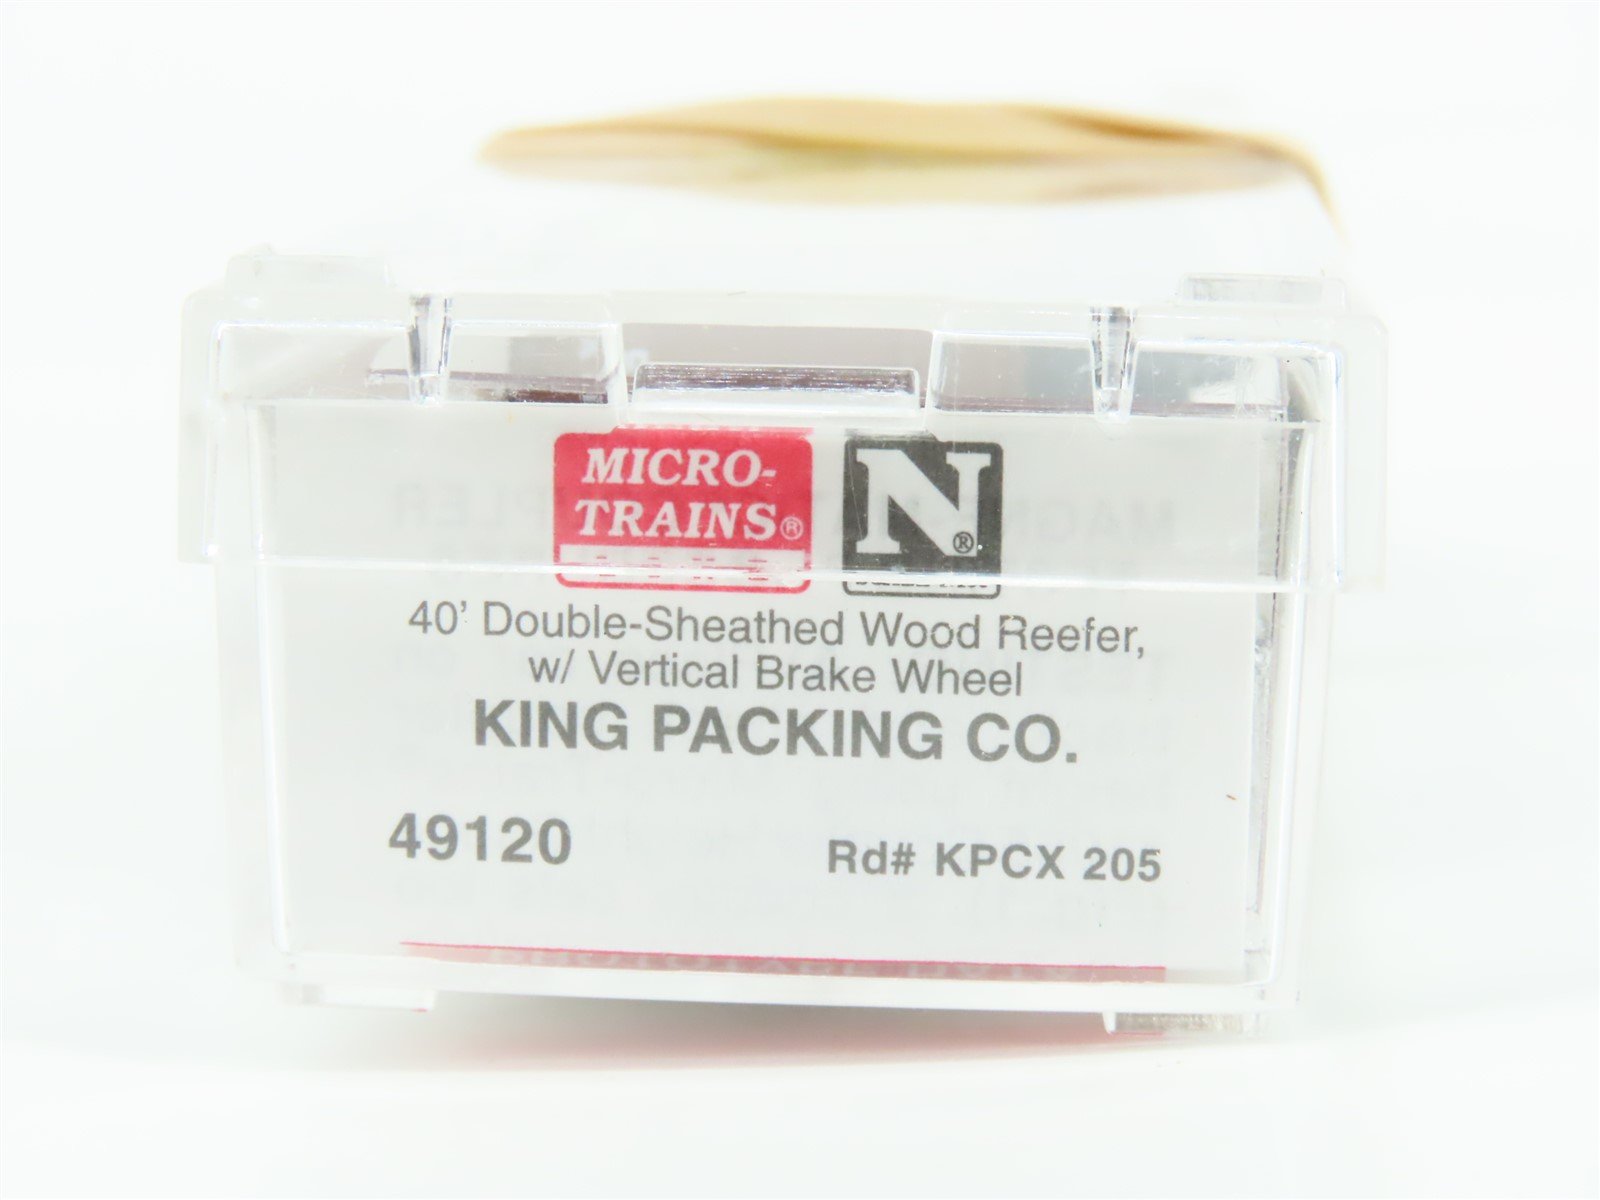 MICRO-
TRAINS®
N®
40' Double-Sheathed Wood Reefer,
w/ Vertical Brake Wheel
KING PACKING CO.
49120
Rd# KPCX 205